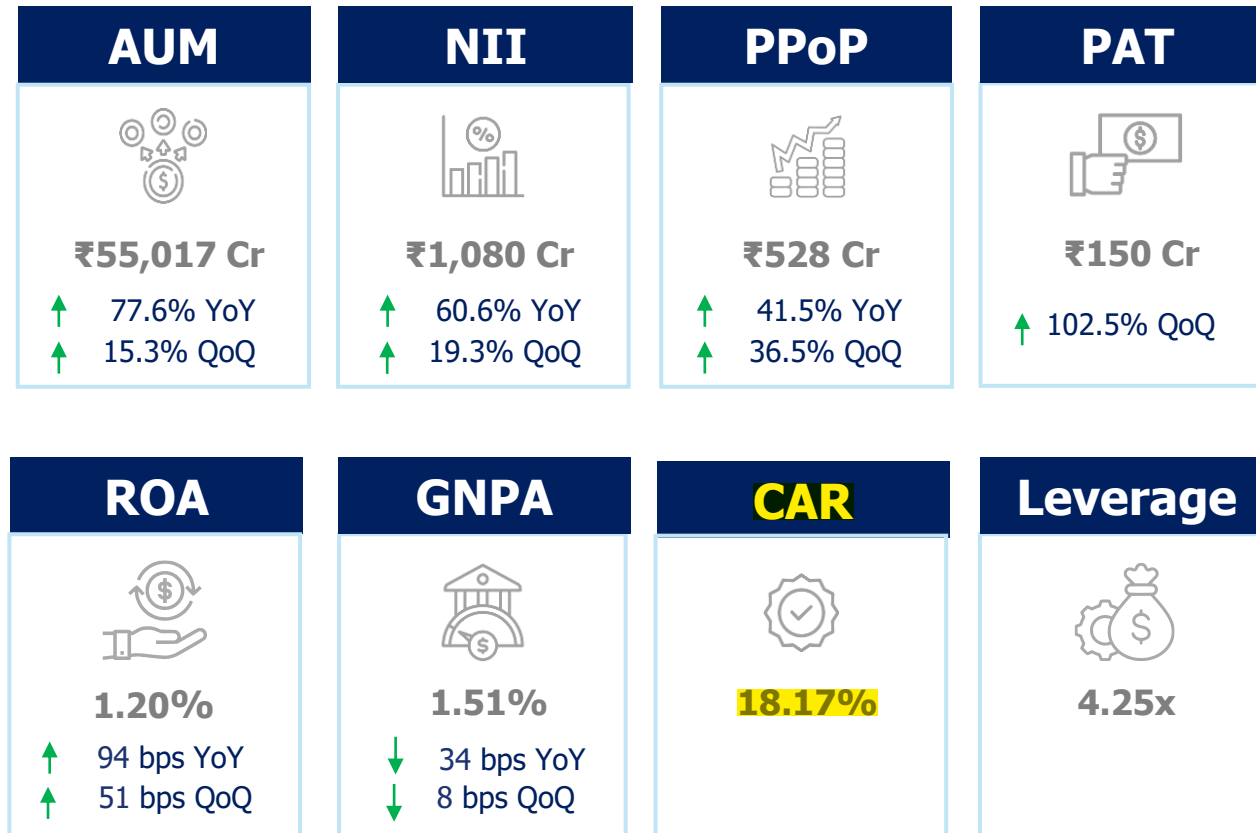 AUM
NII
PPoP
PAT
%
$
$
₹55,017 Cr
₹1,080 Cr
₹528 Cr
₹150 Cr
77.6% YoY
60.6% YoY
41.5% YoY
102.5% QoQ
15.3% QoQ
19.3% QoQ
36.5% QoQ
ROA
GNPA
CAR
Leverage
$
$
$
1.20%
1.51%
18.17%
4.25x
94 bps YoY
34 bps YoY
51 bps QoQ
8 bps QoQ